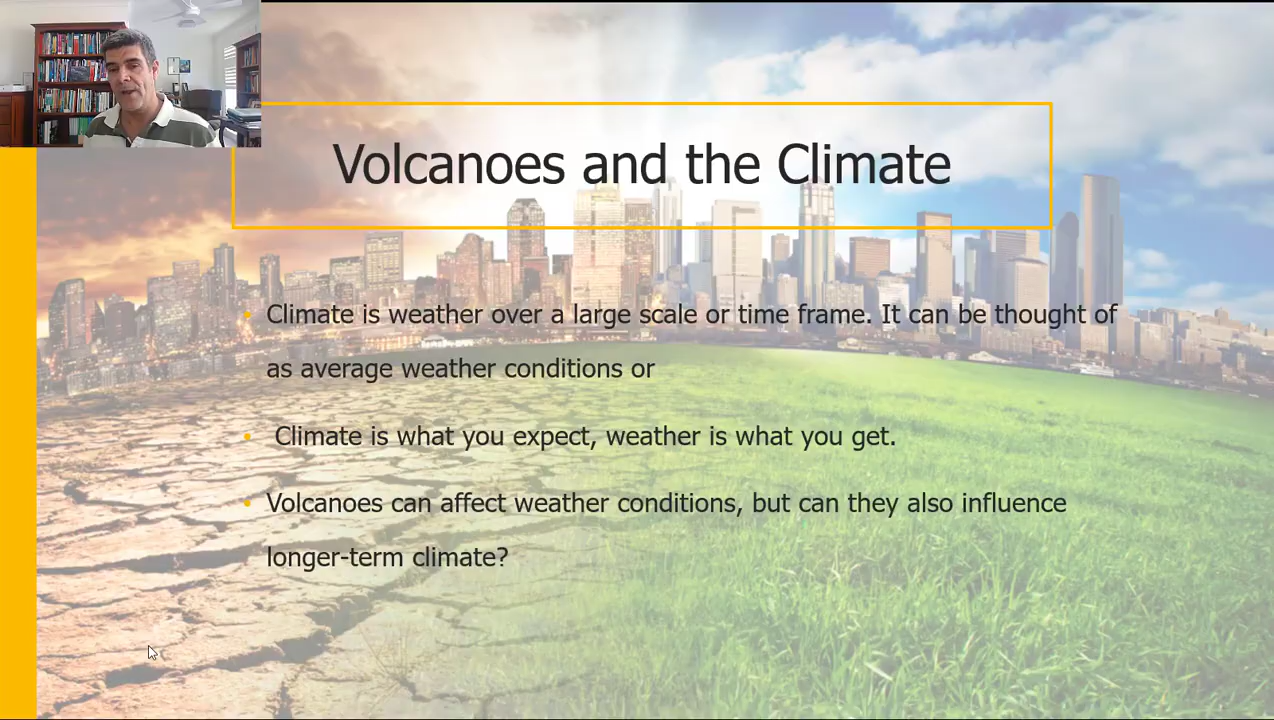 Volcanoes and the Climate
Climate is weather over a large scale or time frame. It can be thought of
as average weather conditions or
Climate is what you expect, weather is what you get.
Volcanoes can affect weather conditions, but can they also influence
longer-term climate?